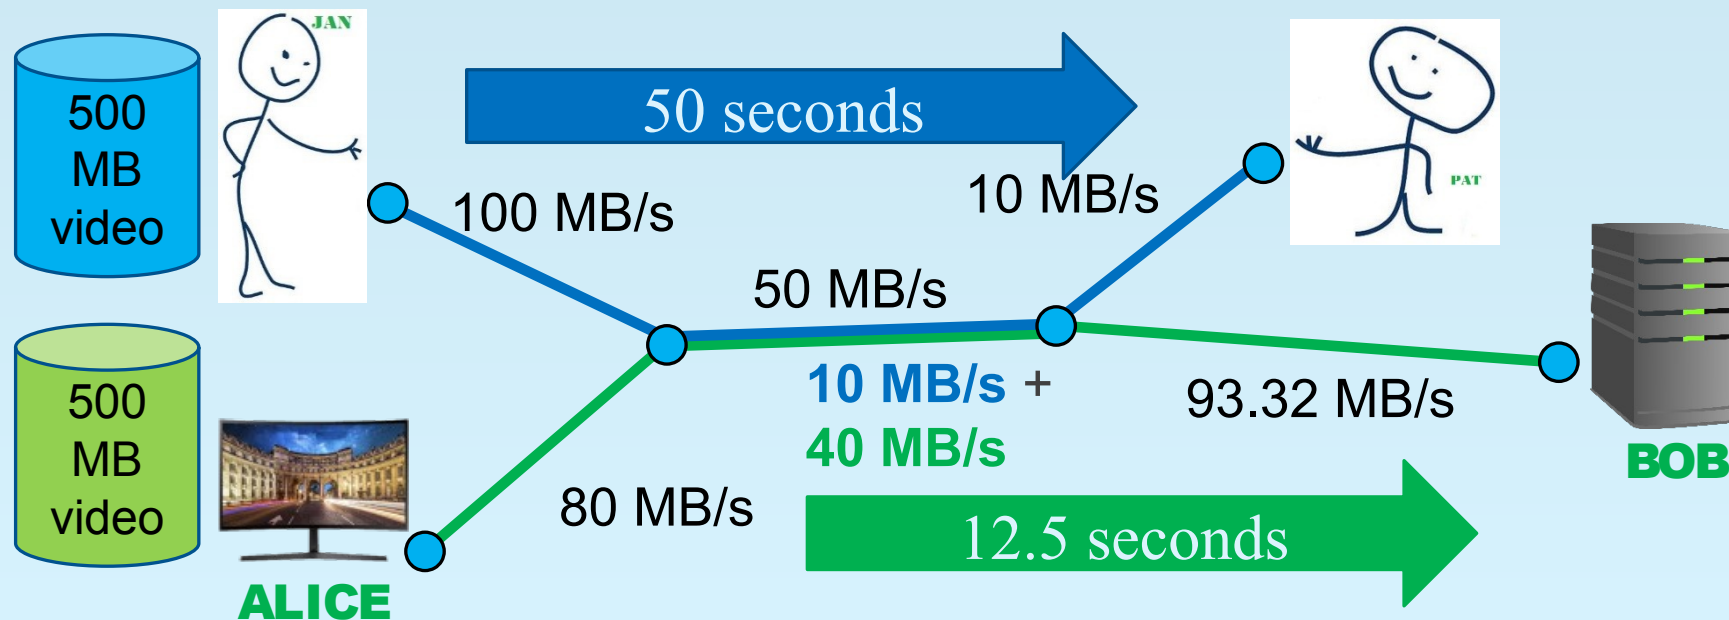 JAN
500
MB
video
50 seconds
100 MB/s
10 MB/s
PAT
50 MB/s
10 MB/s +
40 MB/s
93.32 MB/s
BOB
500
MB
video
80 MB/s
12.5 seconds
ALICE